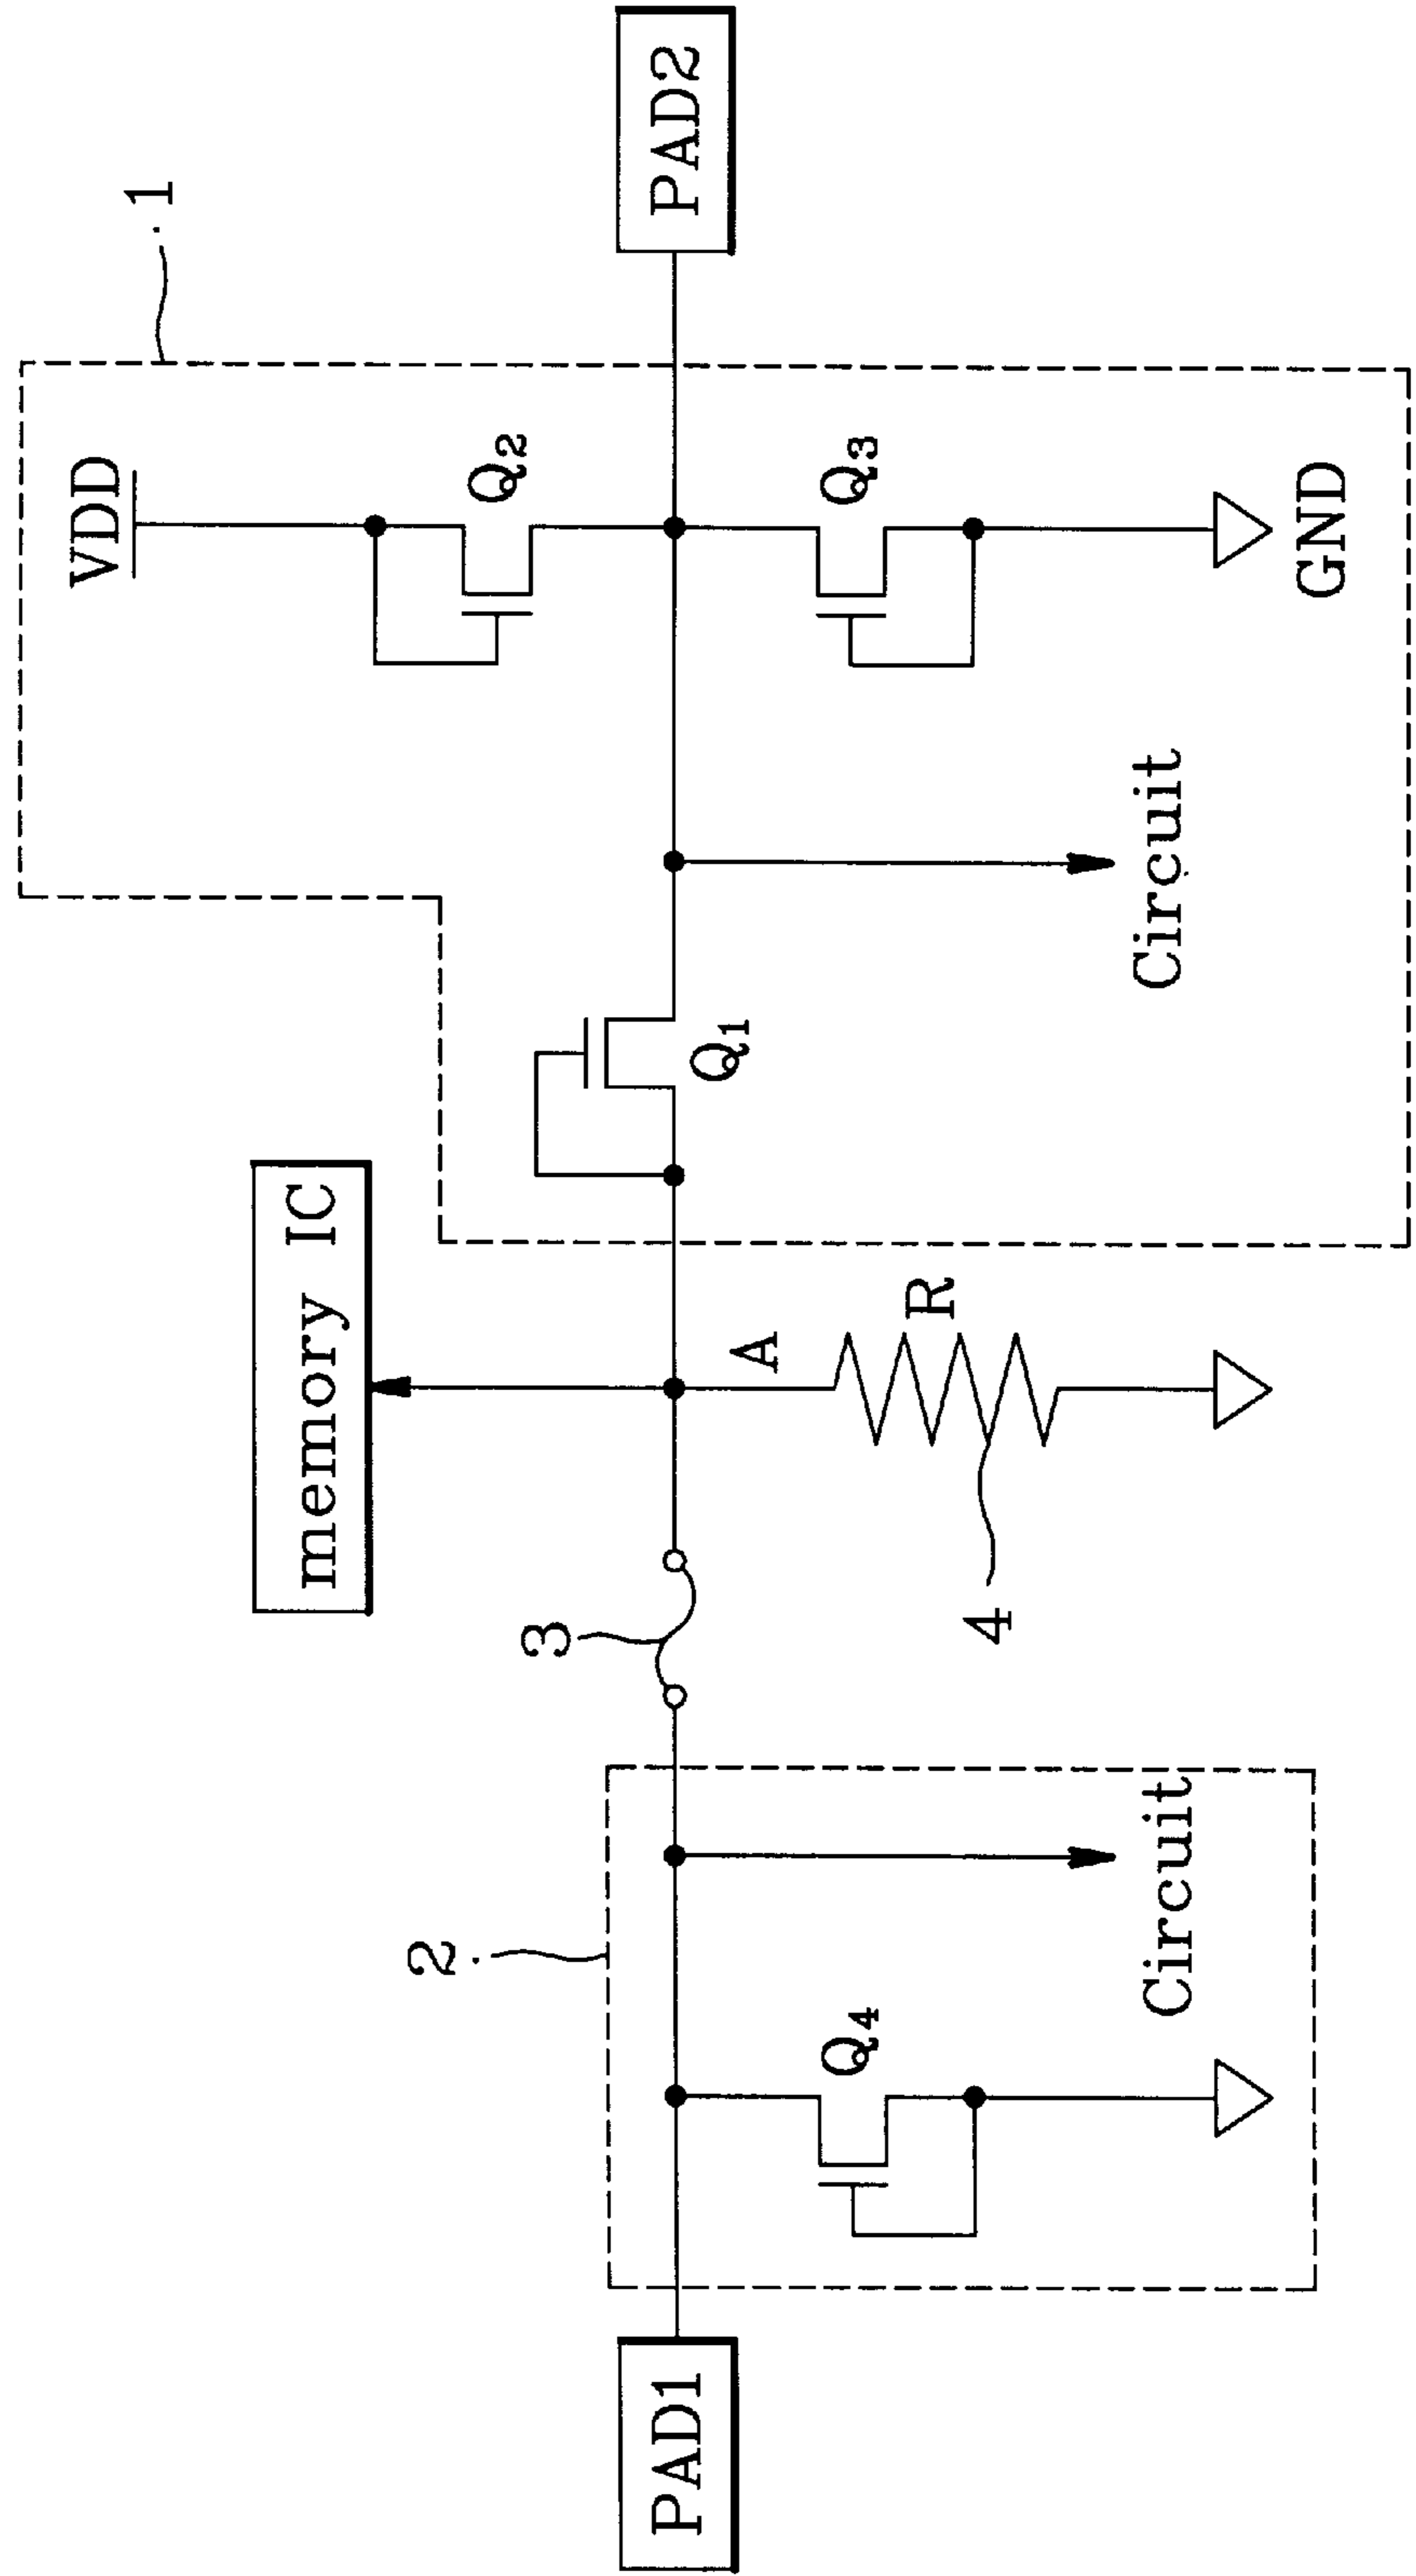 1
VDD
Q2
PAD2
Q3
GND
Circuit
Q1
memory IC
A
R
3
4
2
Circuit
Q4
PAD1